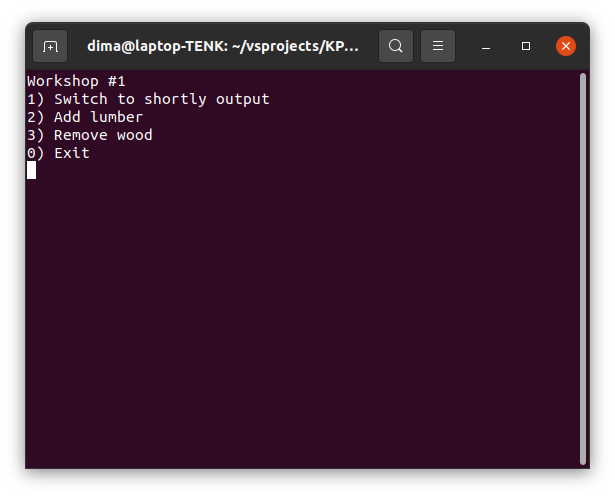 dima@laptop-TENK: ~/vsprojects/KP...
Workshop #1
1) Switch to shortly output
2) Add lumber
3) Remove wood
0) Exit